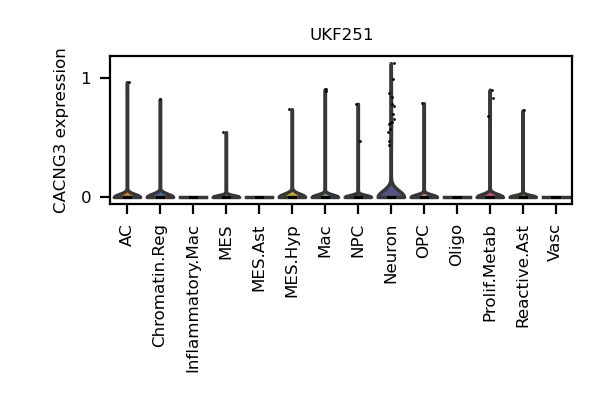 UKF251
CACNG3 expression
1
0
AC
Chromatin.Reg
Inflammatory.Mac
MES
MES.Ast
MES.Hyp
Mac
NPC
Neuron
OPC
Oligo
Prolif.Metab
Reactive.Ast
Vasc